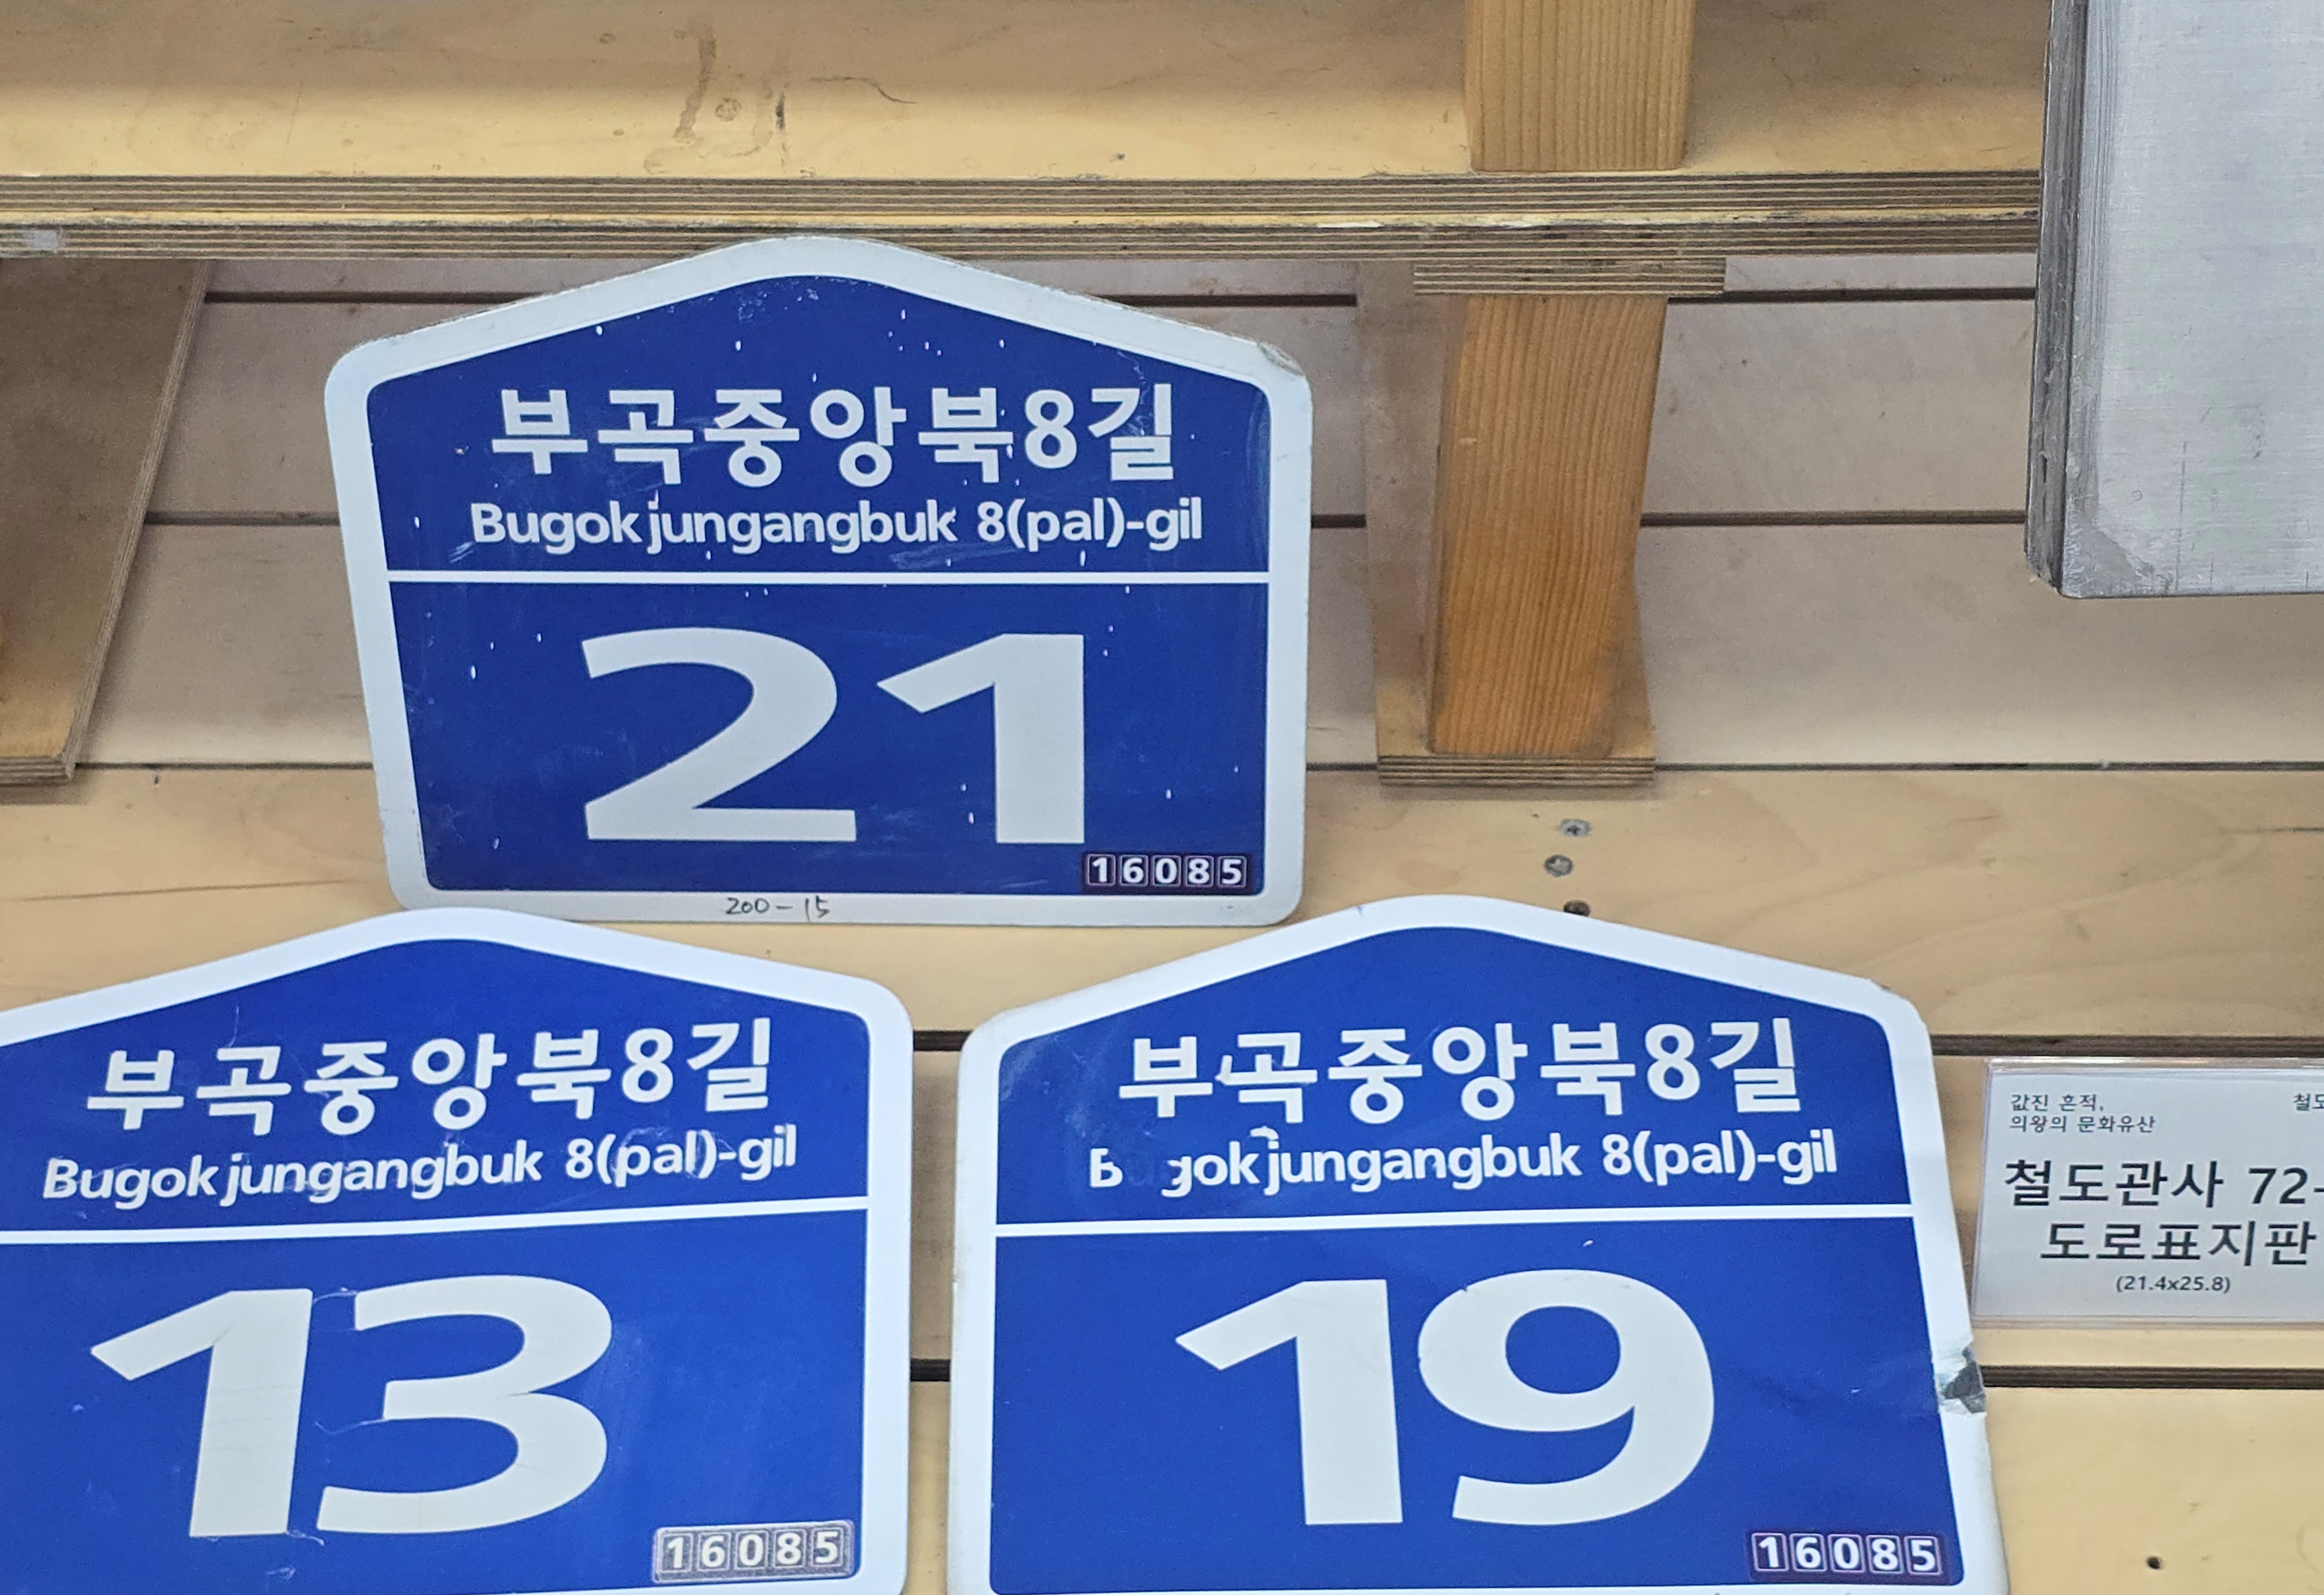 부곡중앙북8길
Bugokjungangbuk 8(pal)-gil
21
16085
200-15
부곡중앙북8길
Bugokjungangbuk 8(pal)-gil
13
16085
부곡중앙북8길
B gokjungangbuk 8(pal)-gil
19
16085
값진 흔적,
의왕의 문화유산
철도관사 72-
도로표지판
(21.4x25.8)